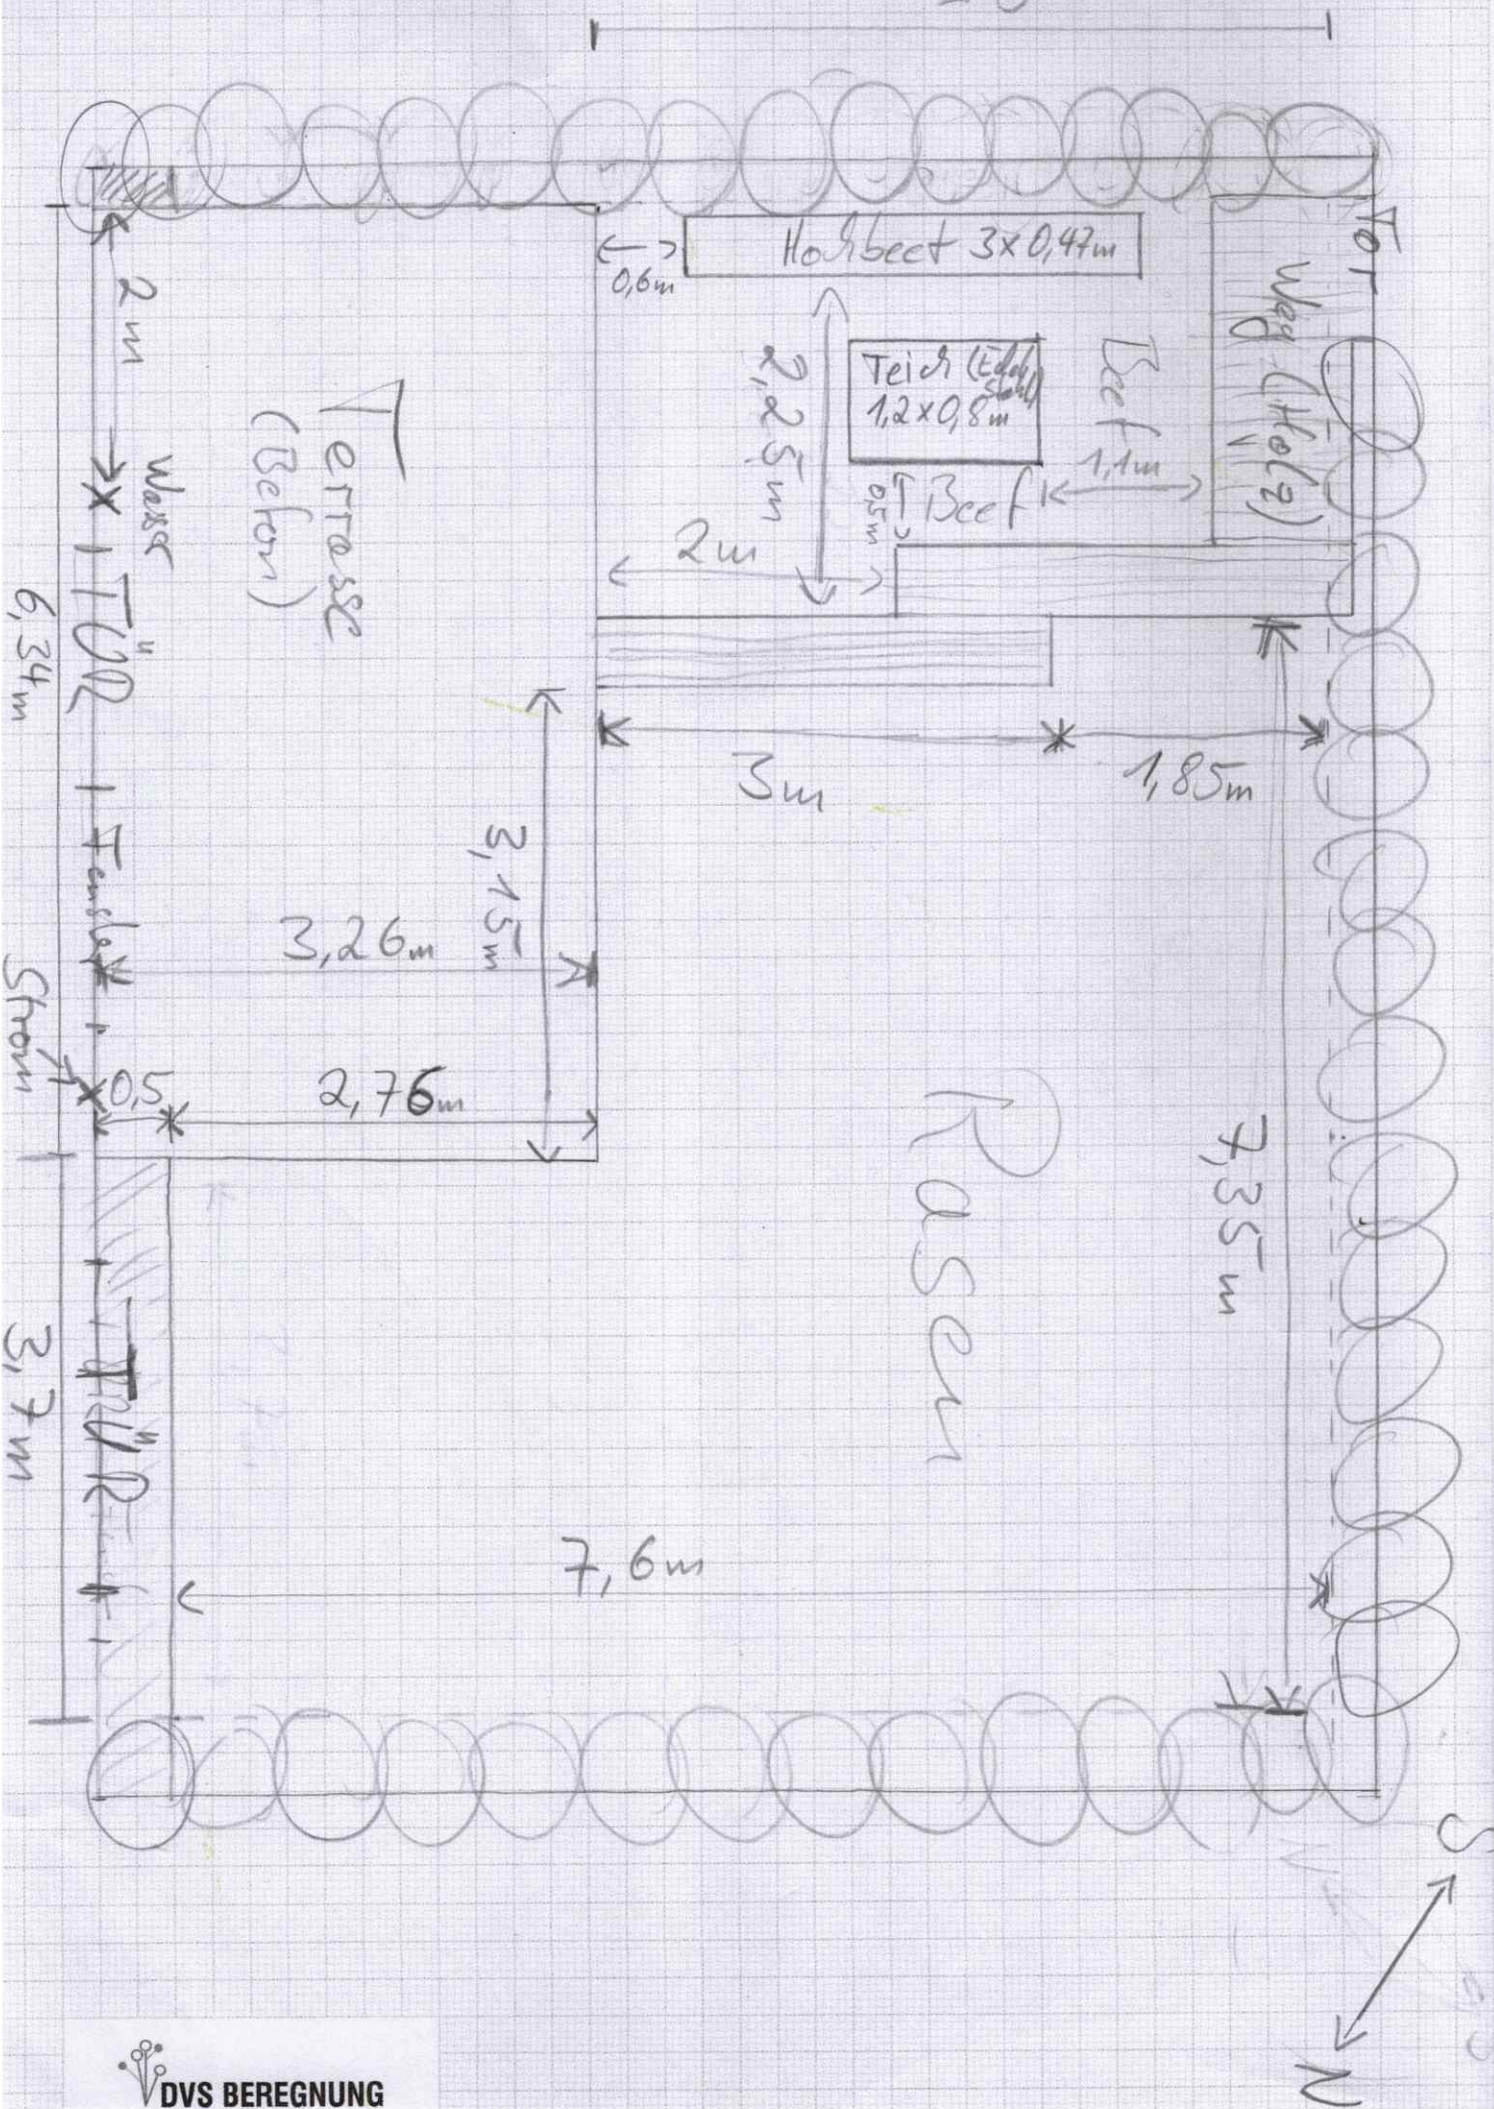 Hochbeet 3x0,47m
0,6m
Tor
Weg (Holz)
2m
Wasser
Terrasse
(Beton)
2,25m
Teich (Edel
stahl)
1,2x0,8m
Beet
1,1m
0,5m
Beet
2m
TÜR
6,34m
3m
1,85m
Fenster
3,15m
3,26m
Strom
0,5
2,76m
Rasen
7,35m
TÜR
3,7m
7,6m
S
N
DVS BEREGNUNG